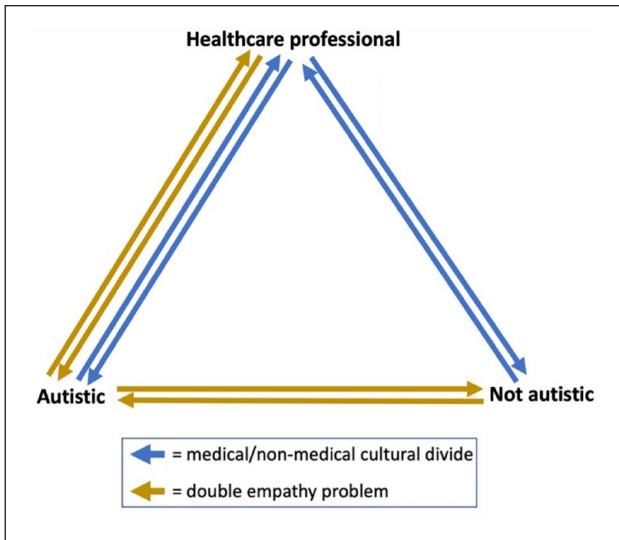 Healthcare professional
Autistic
Not autistic
= medical/non-medical cultural divide
= double empathy problem